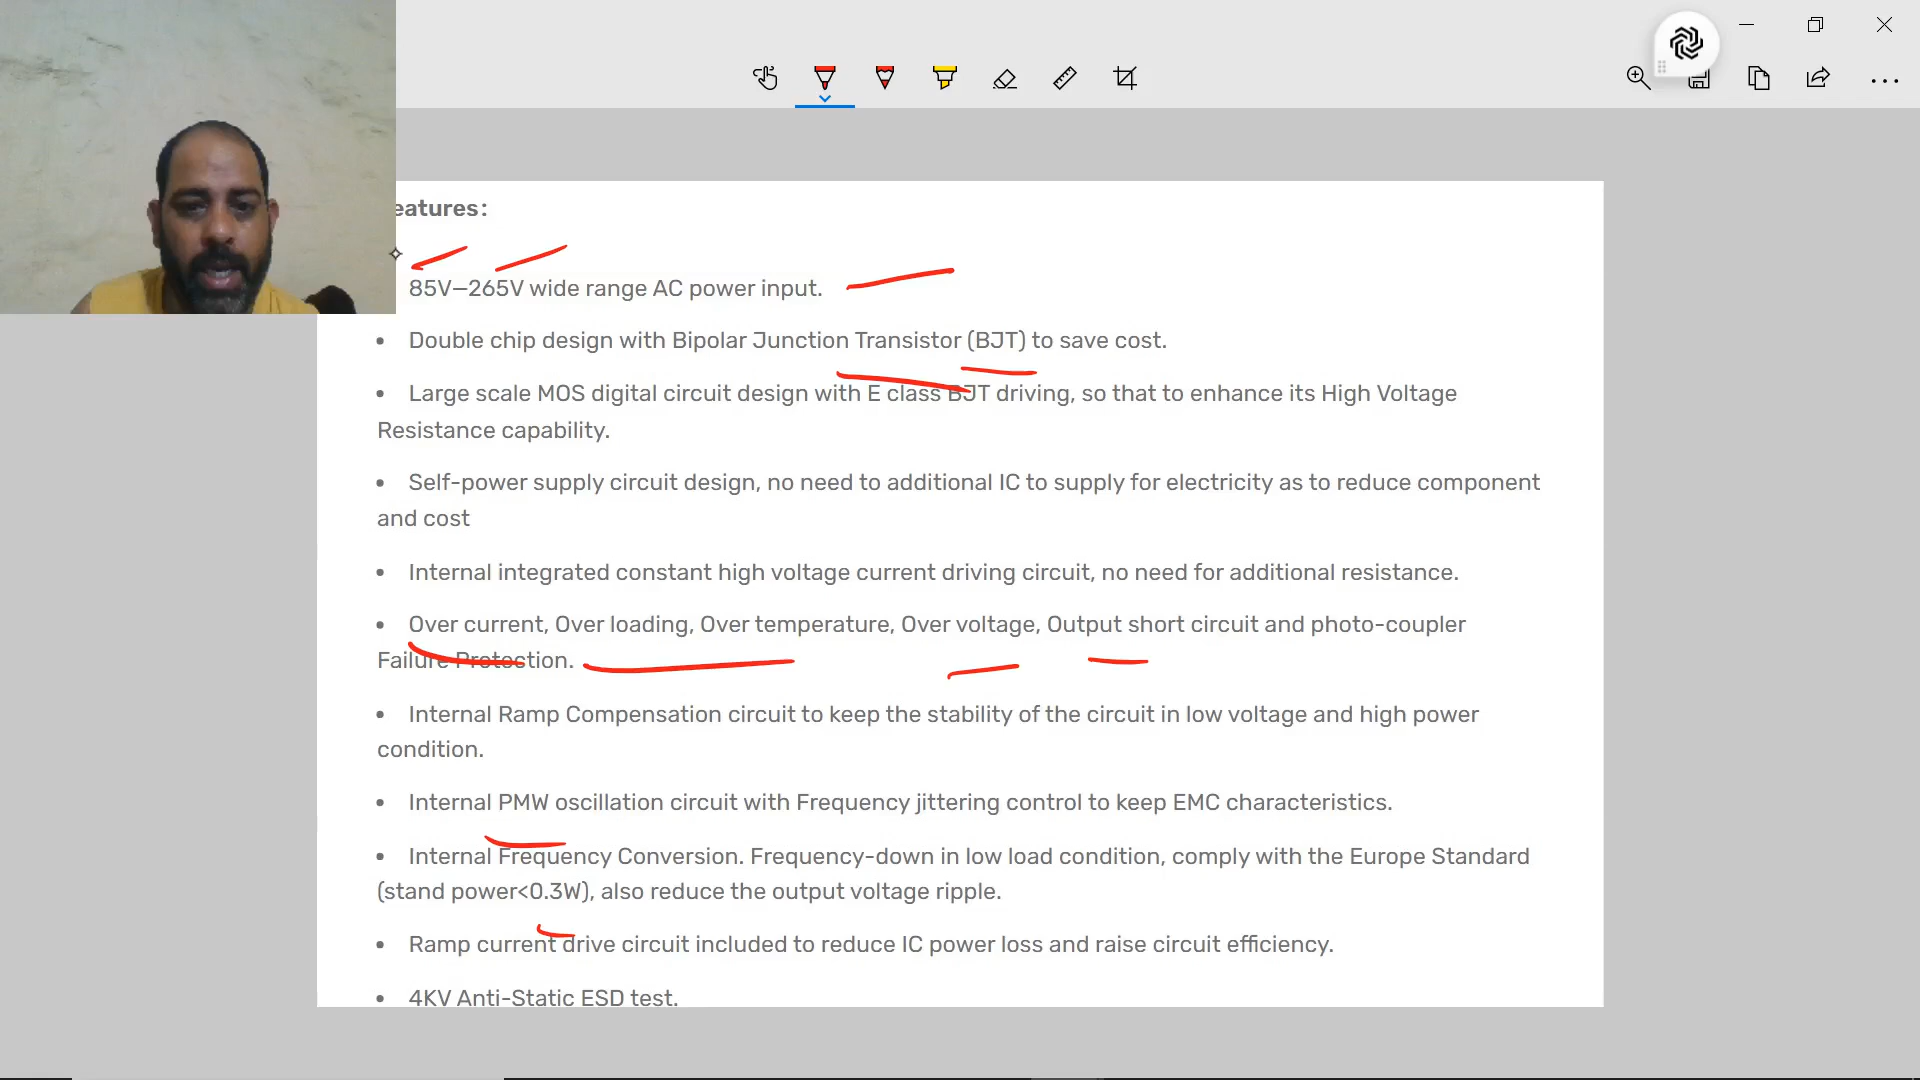 eatures:
85V—265V wide range AC power input.
• Double chip design with Bipolar Junction Transistor (BJT) to save cost.
• Large scale MOS digital circuit design with E class BJT driving, so that to enhance its High Voltage
Resistance capability.
• Self-power supply circuit design, no need to additional IC to supply for electricity as to reduce component
and cost
• Internal integrated constant high voltage current driving circuit, no need for additional resistance.
• Over current, Over loading, Over temperature, Over voltage, Output short circuit and photo-coupler
Failure Protection.
• Internal Ramp Compensation circuit to keep the stability of the circuit in low voltage and high power
condition.
• Internal PMW oscillation circuit with Frequency jittering control to keep EMC characteristics.
• Internal Frequency Conversion. Frequency-down in low load condition, comply with the Europe Standard
(stand power<0.3W), also reduce the output voltage ripple.
• Ramp current drive circuit included to reduce IC power loss and raise circuit efficiency.
• 4KV Anti-Static ESD test.